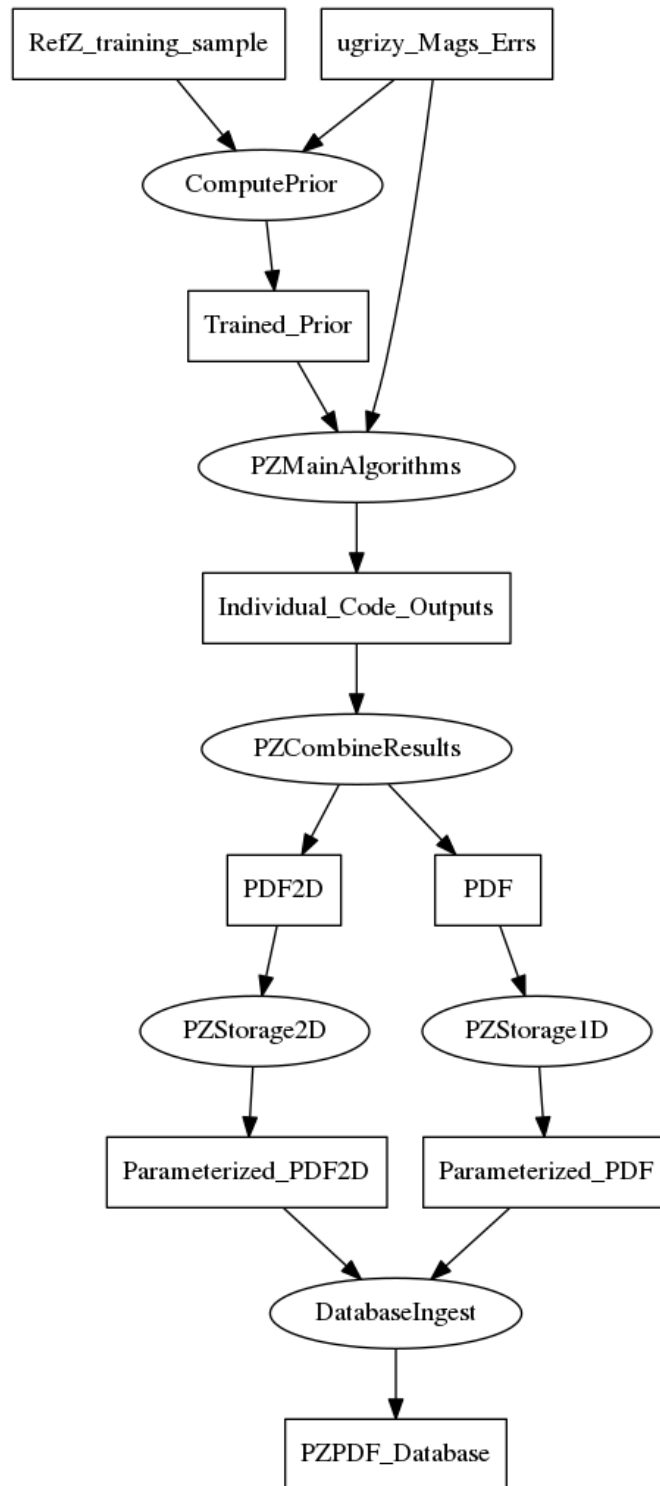 RefZ_training_sample
ugrizy_Mags_Errs
ComputePrior
Trained_Prior
PZMainAlgorithms
Individual_Code_Outputs
PZCombineResults
PDF2D
PDF
PZStorage2D
PZStorage1D
Parameterized_PDF2D
Parameterized_PDF
DatabaseIngest
PZPDF_Database